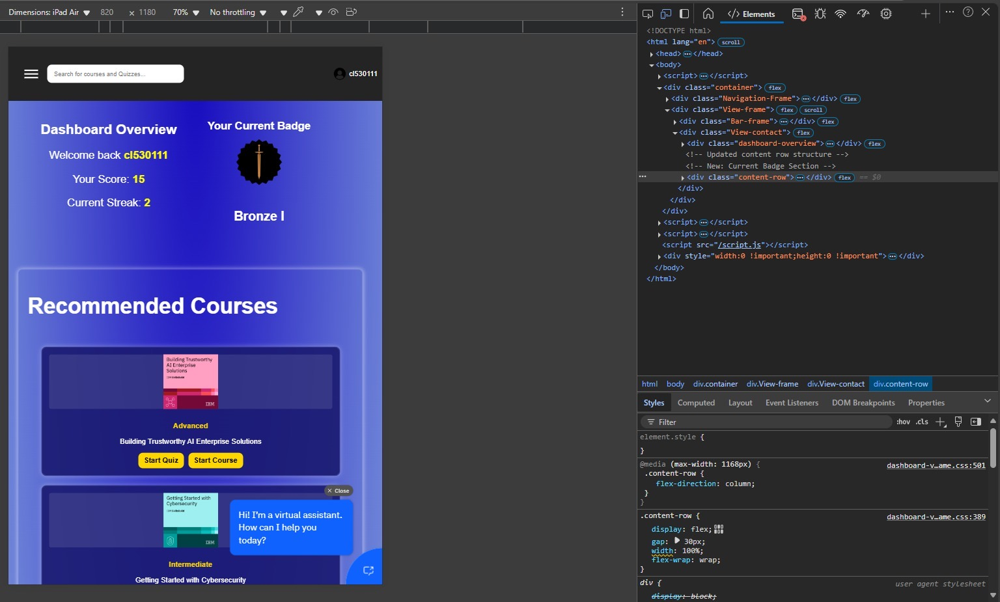 Dimensions: iPad Air 820 × 1180 70% No throttling
Search for courses and Quizzes...
cl530111
Dashboard Overview
Welcome back cl530111
Your Score: 15
Current Streak: 2
Your Current Badge
Bronze I
Recommended Courses
Building Trustworthy
AI Enterprise
Solutions
IBM SkillsBuild
IBM
Advanced
Building Trustworthy AI Enterprise Solutions
Start Quiz Start Course
Getting Started with
Cybersecurity
IBM SkillsBuild
IBM
Intermediate
Getting Started with Cybersecurity
× Close
Hi! I'm a virtual assistant.
How can I help you
today?
</> Elements
<!DOCTYPE html>
<html lang="en"> scroll
<head>•••</head>
<body>
<script>•••</script>
<div class="container"> flex
<div class="Navigation-Frame">•••</div> flex
<div class="View-frame"> flex scroll
<div class="Bar-frame">•••</div> flex
<div class="View-contact"> flex
<div class="dashboard-overview">•••</div> flex
<!-- Updated content row structure -->
<!-- New: Current Badge Section -->
••• <div class="content-row">•••</div> flex == $0
</div>
</div>
</div>
<script>•••</script>
<script>•••</script>
<script src="/script.js"></script>
<div style="width:0 !important;height:0 !important">•••</div>
</body>
</html>
html body div.container div.View-frame div.View-contact div.content-row
Styles Computed Layout Event Listeners DOM Breakpoints Properties
Filter :hov .cls
element.style {
}
@media (max-width: 1168px) { dashboard-v…ame.css:501
.content-row {
flex-direction: column;
}
}
.content-row { dashboard-v…ame.css:389
display: flex;
gap: 30px;
width: 100%;
flex-wrap: wrap;
}
div { user agent stylesheet
display: block;